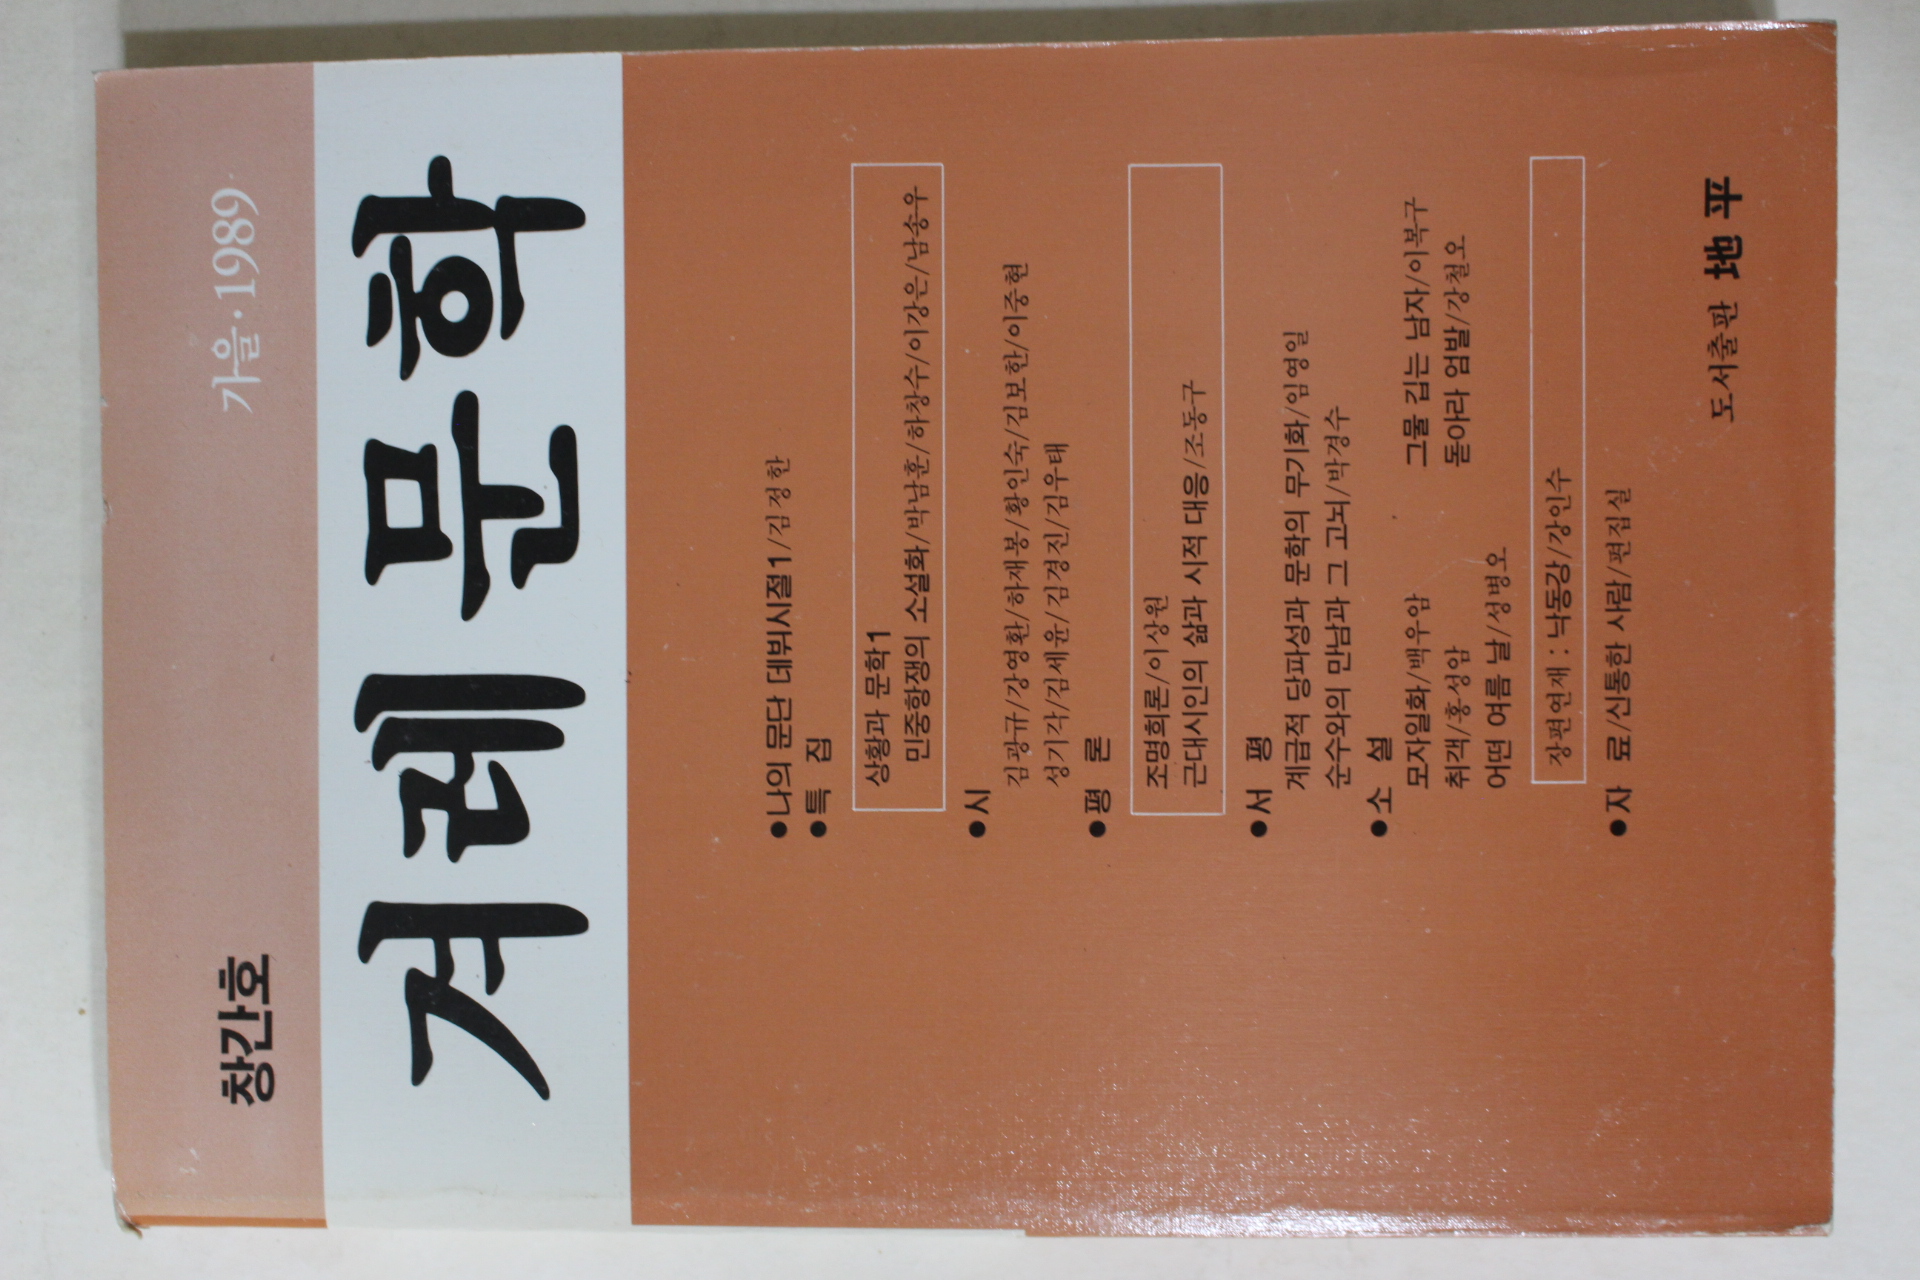 창간호
가을·1989
겨레문학
●나의 문단 데뷔시절1/김정한
●특 집
상황과 문학1
민중항쟁의 소설화/박남훈/하창수/이강은/남송우
●시
김광규/강영환/하재봉/황인숙/김보한/이중현
성기각/김세윤/김경진/김우태
●평 론
조명희론/이상원
근대시인의 삶과 시적 대응/조동구
●서 평
계급적 당파성과 문학의 무기화/임영일
순수와의 만남과 그 고뇌/박경수
●소 설
모자일화/백우암
그물 깁는 남자/이복구
취객/홍성암
돋아라 엄발/강철오
어떤 여름 날/성병오
장편연재 : 낙동강/강인수
●자 료/신통한 사람/편집실
도서출판 地平